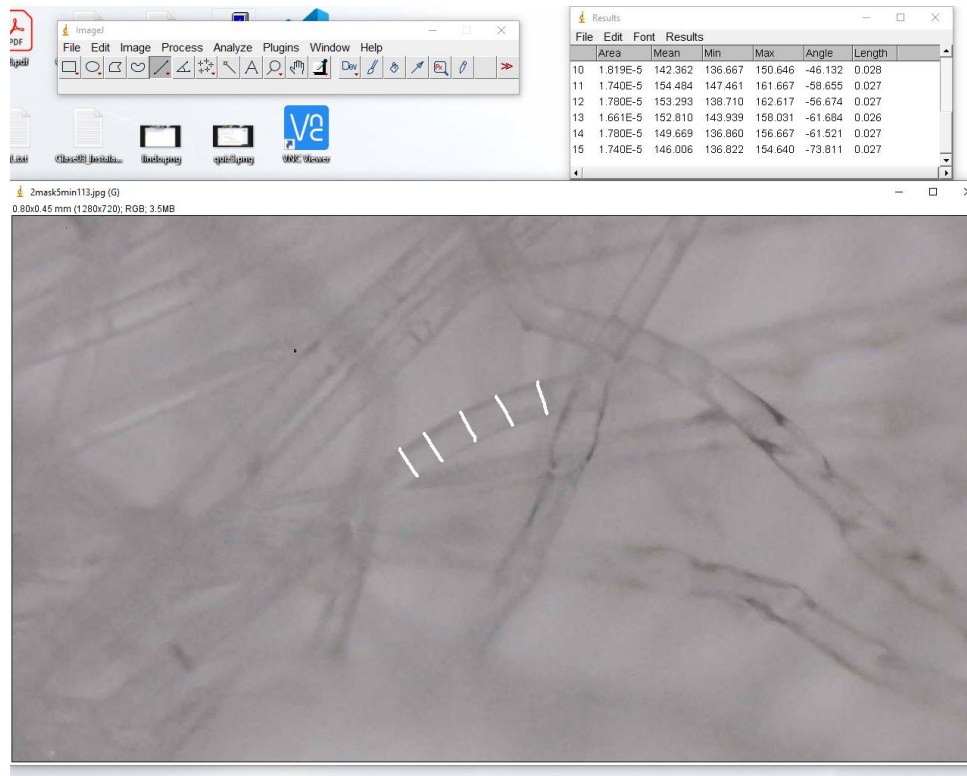 PDF
ImageJ
File Edit Image Process Analyze Plugins Window Help
A Dev
VNC Viewer
lindo.png
Results
File Edit Font Results
Area Mean Min Max Angle Length
10 1.819E-5 142.362 136.667 150.646 -46.132 0.028
11 1.740E-5 154.484 147.461 161.667 -58.655 0.027
12 1.780E-5 153.293 138.710 162.617 -56.674 0.027
13 1.661E-5 152.810 143.939 158.031 -61.684 0.026
14 1.780E-5 149.669 136.860 156.667 -61.521 0.027
15 1.740E-5 146.006 136.822 154.640 -73.811 0.027
2mask5min113.jpg (G)
0.80x0.45 mm (1280x720); RGB; 3.5MB